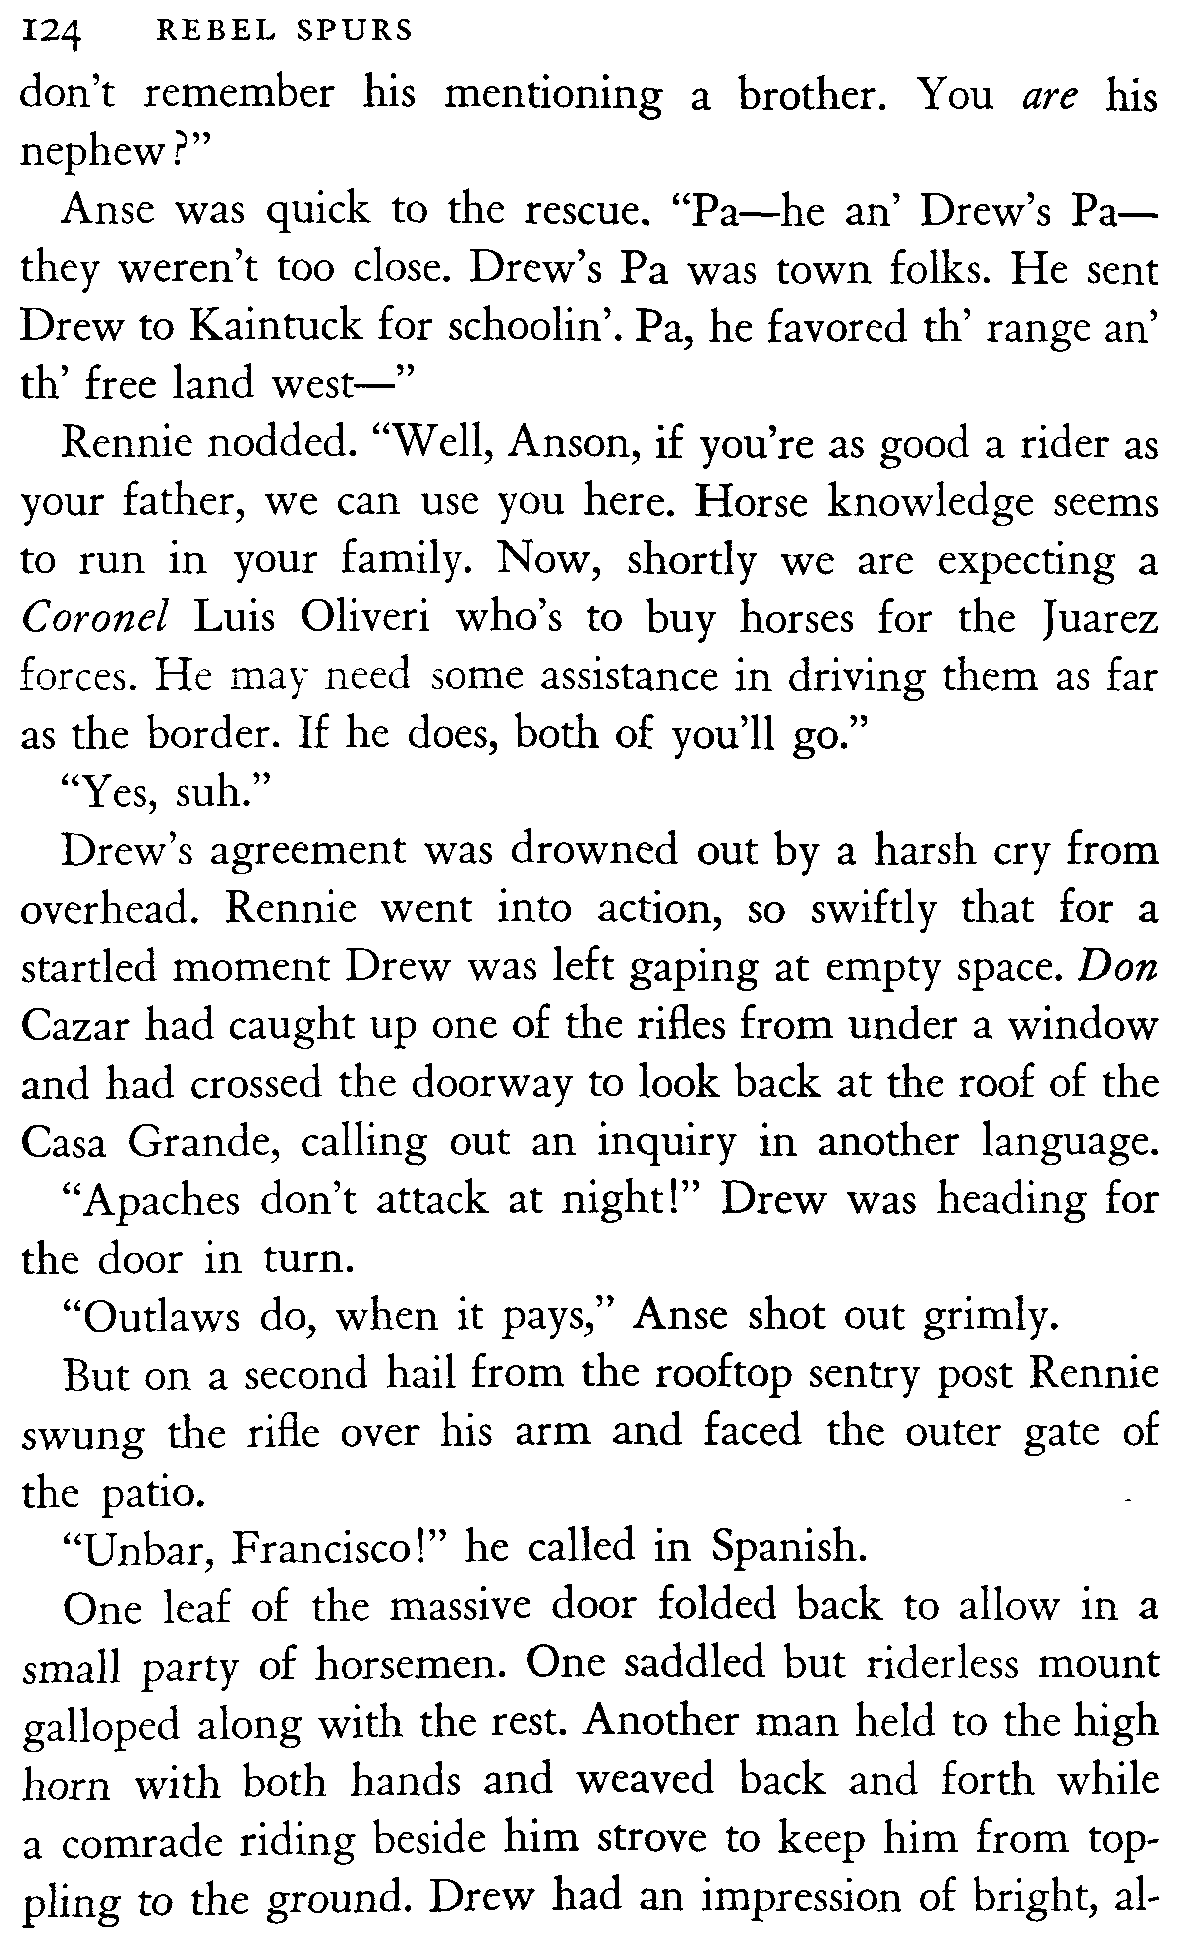 124 REBEL SPURS
don't remember his mentioning a brother. You are his
nephew?”
Anse was quick to the rescue. “Pa—he an’ Drew’s Pa—
they weren’t too close. Drew’s Pa was town folks. He sent
Drew to Kaintuck for schoolin’. Pa, he favored th’ range an’
th’ free land west—”
Rennie nodded. “Well, Anson, if you’re as good a rider as
your father, we can use you here. Horse knowledge seems
to run in your family. Now, shortly we are expecting a
Coronel Luis Oliveri who’s to buy horses for the Juarez
forces. He may need some assistance in driving them as far
as the border. If he does, both of you’ll go.”
“Yes, suh.”
Drew’s agreement was drowned out by a harsh cry from
overhead. Rennie went into action, so swiftly that for a
startled moment Drew was left gaping at empty space. Don
Cazar had caught up one of the rifles from under a window
and had crossed the doorway to look back at the roof of the
Casa Grande, calling out an inquiry in another language.
“Apaches don’t attack at night!” Drew was heading for
the door in turn.
“Outlaws do, when it pays,” Anse shot out grimly.
But on a second hail from the rooftop sentry post Rennie
swung the rifle over his arm and faced the outer gate of
the patio.
“Unbar, Francisco!” he called in Spanish.
One leaf of the massive door folded back to allow in a
small party of horsemen. One saddled but riderless mount
galloped along with the rest. Another man held to the high
horn with both hands and weaved back and forth while
a comrade riding beside him strove to keep him from top-
pling to the ground. Drew had an impression of bright, al-